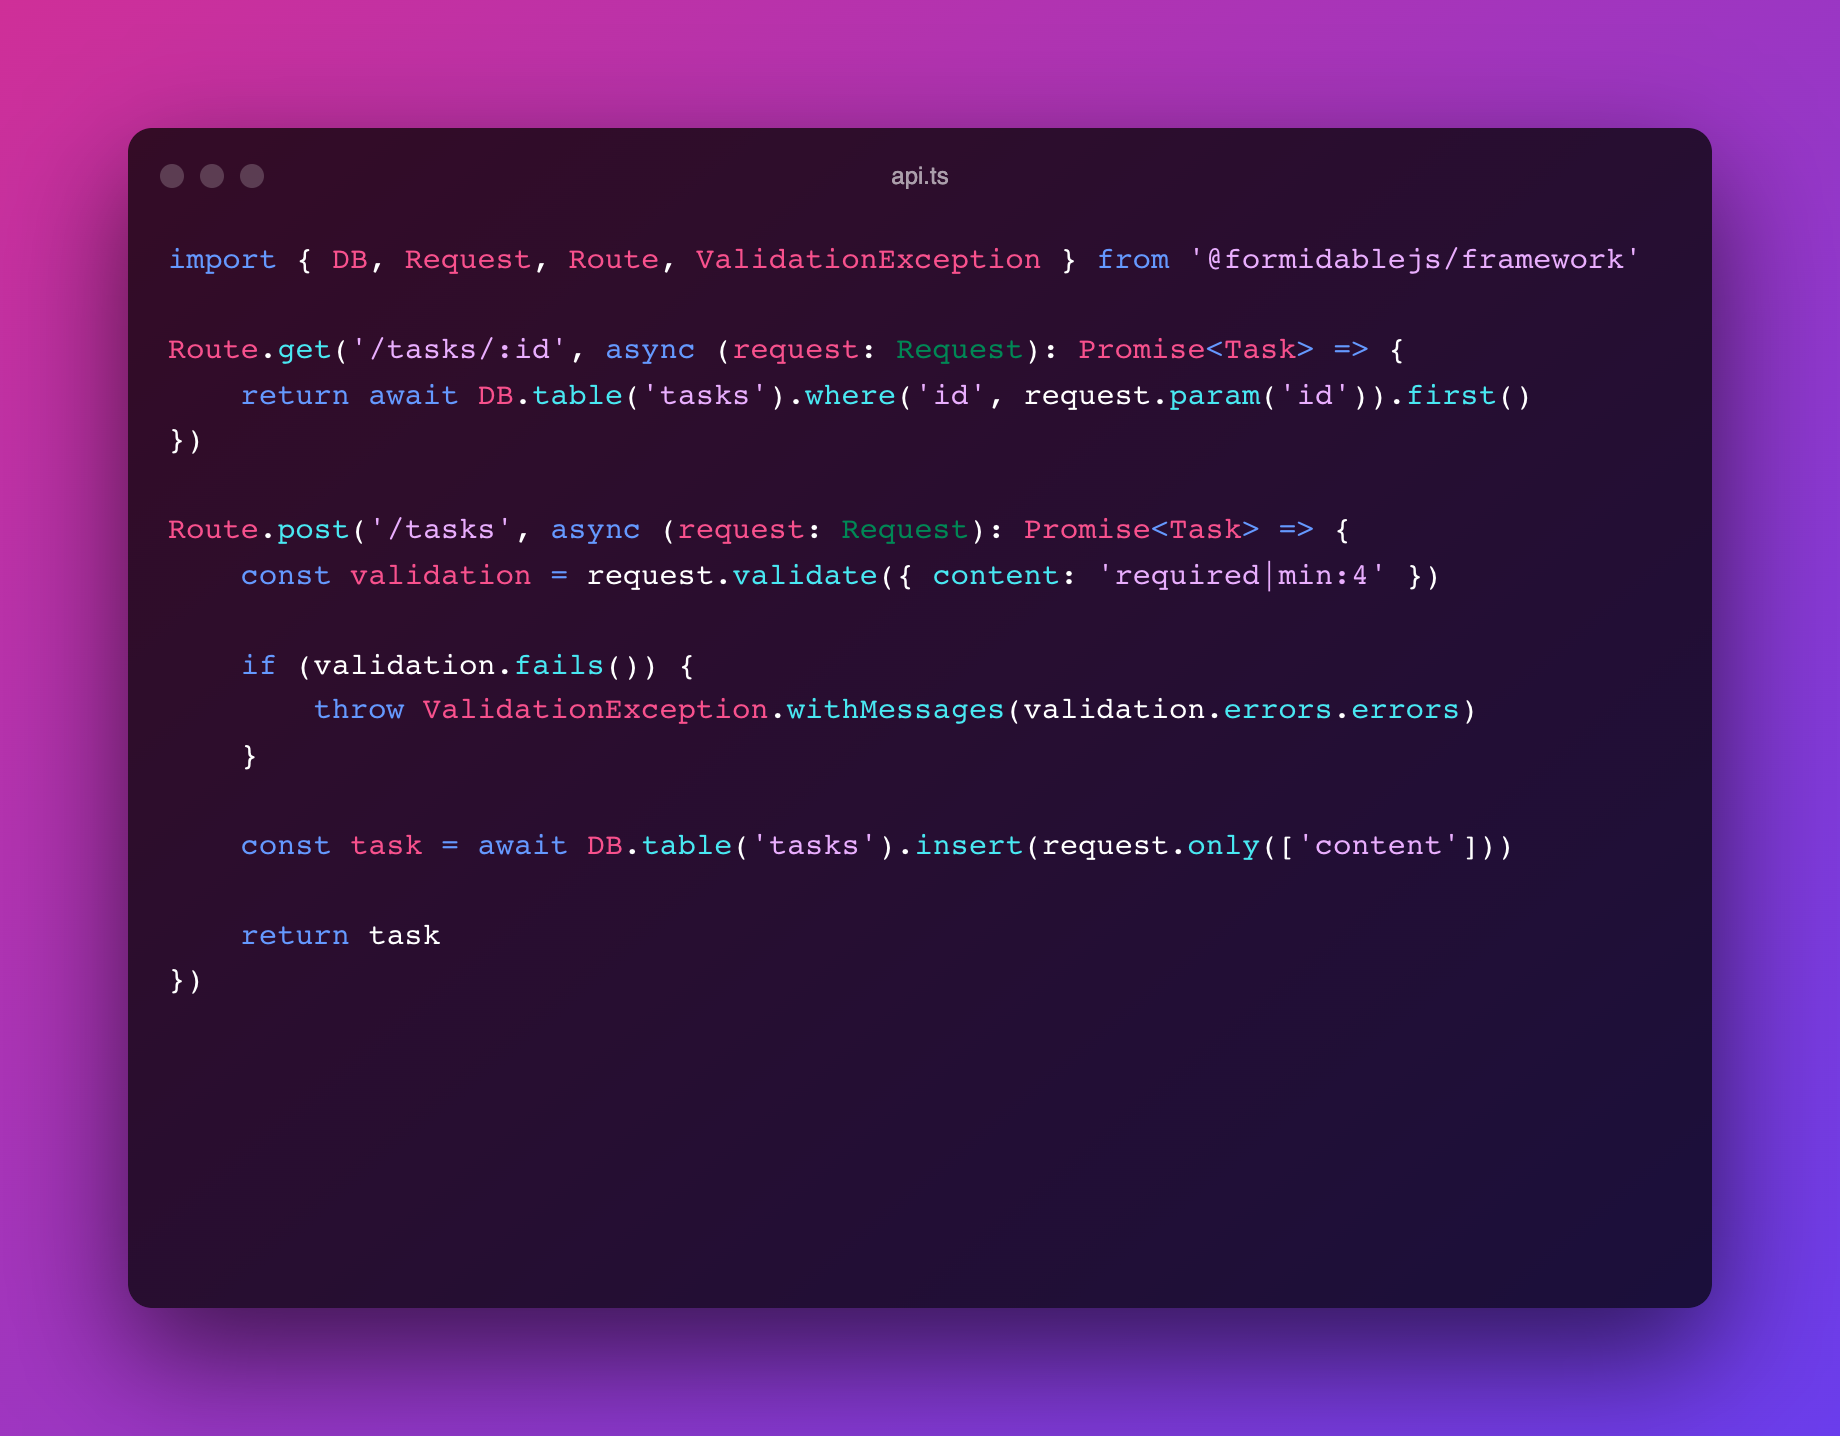 api.ts
import { DB, Request, Route, ValidationException } from '@formidablejs/framework'
Route.get('/tasks/:id', async (request: Request): Promise<Task> => {
    return await DB.table('tasks').where('id', request.param('id')).first()
})
Route.post('/tasks', async (request: Request): Promise<Task> => {
    const validation = request.validate({ content: 'required|min:4' })
    if (validation.fails()) {
        throw ValidationException.withMessages(validation.errors.errors)
    }
    const task = await DB.table('tasks').insert(request.only(['content']))
    return task
})